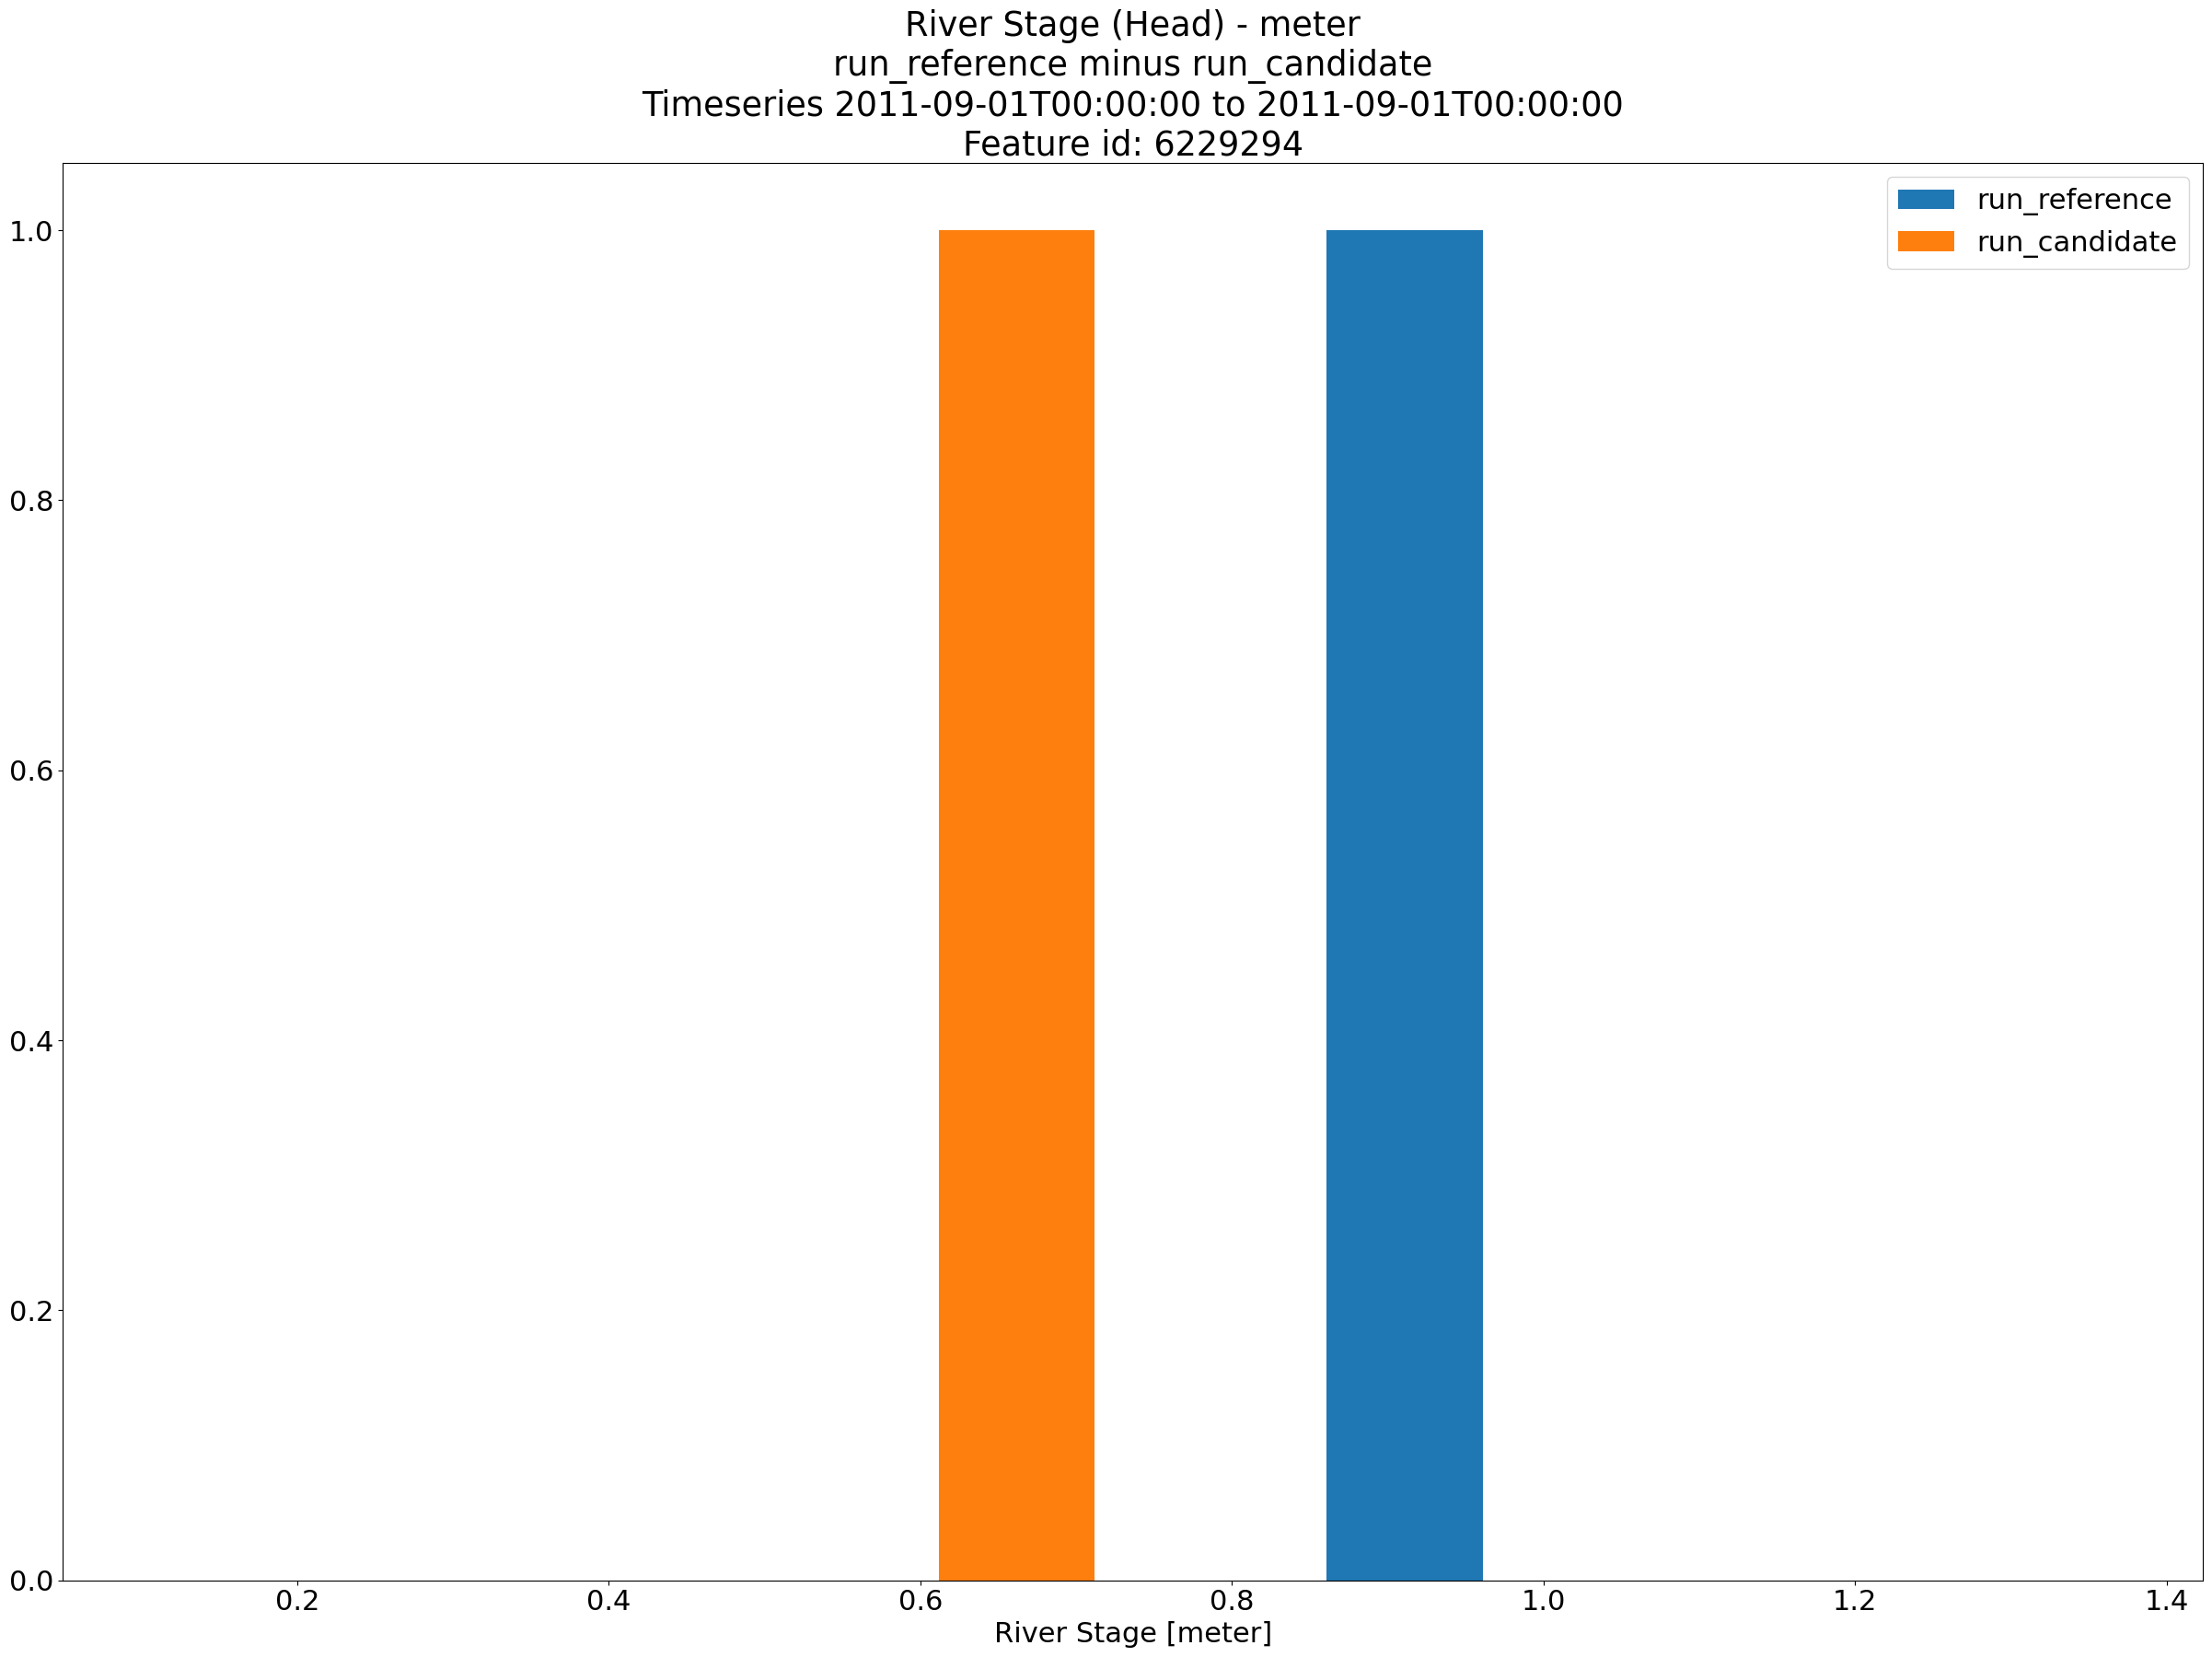 River Stage (Head) - meter
run_reference minus run_candidate
Timeseries 2011-09-01T00:00:00 to 2011-09-01T00:00:00
Feature id: 6229294
run_reference
run_candidate
1.0
0.8
0.6
0.4
0.2
0.0
0.2 0.4 0.6 0.8 1.0 1.2 1.4
River Stage [meter]